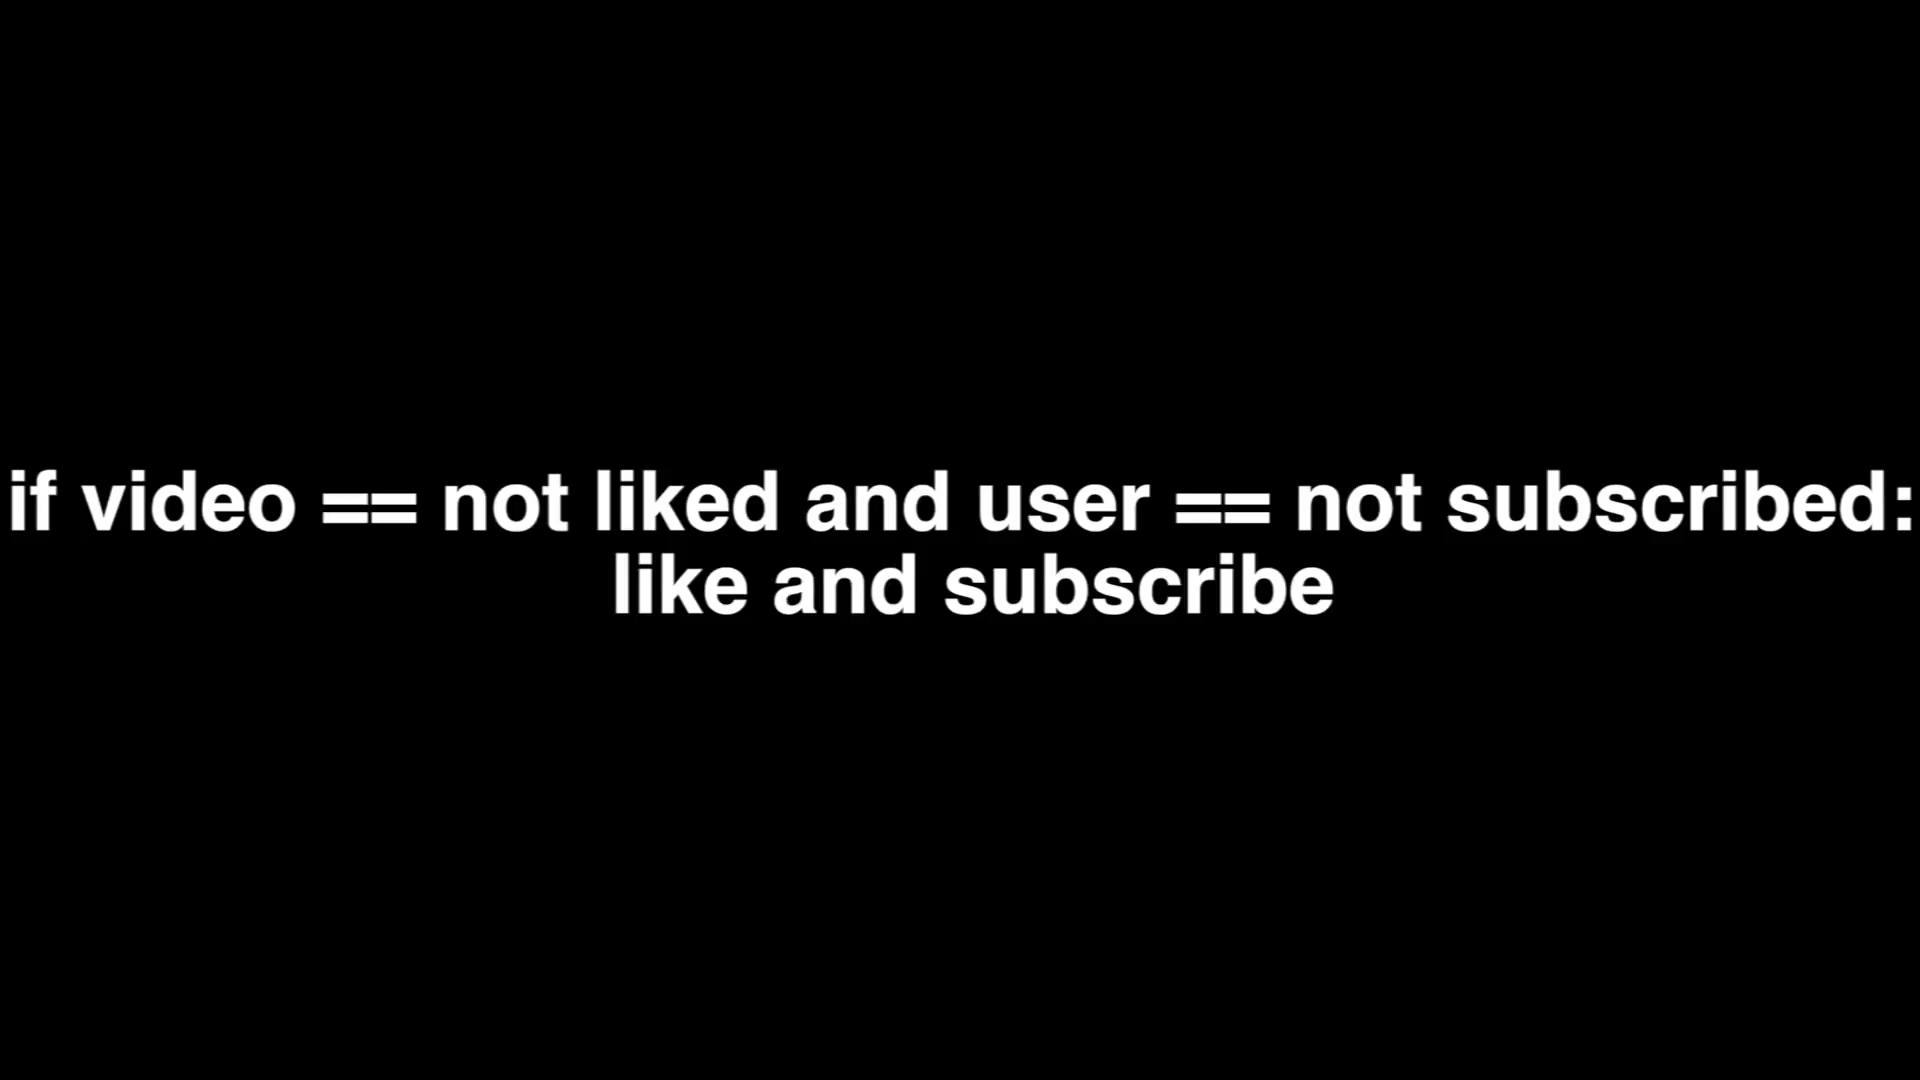 if video == not liked and user == not subscribed:
like and subscribe